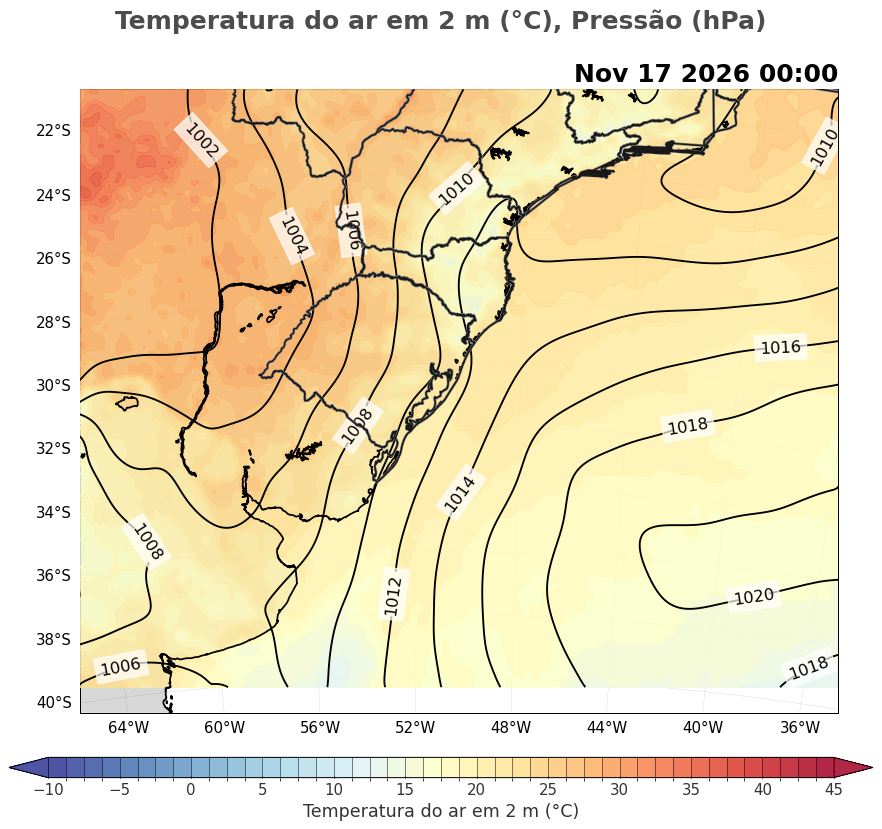 Temperatura do ar em 2 m (°C), Pressão (hPa)
Nov 17 2026 00:00
22°S
24°S
26°S
28°S
30°S
32°S
34°S
36°S
38°S
40°S
1002
1010
1010
1004
1006
1016
1018
1008
1014
1008
1012
1020
1006
1018
64°W 60°W 56°W 52°W 48°W 44°W 40°W 36°W
−10 −5 0 5 10 15 20 25 30 35 40 45
Temperatura do ar em 2 m (°C)